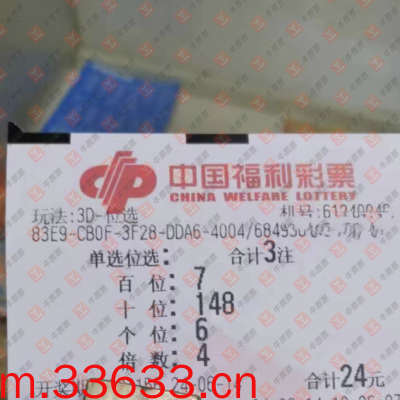 中国福利彩票
CHINA WELFARE LOTTERY
玩法:3D-位选
83E9-CB0F-3F28-DDA6-4004/684930
单选位选: 合计3注
百位: 7
十位: 148
个位: 6
倍数: 4
合计24元
m.33633.cn